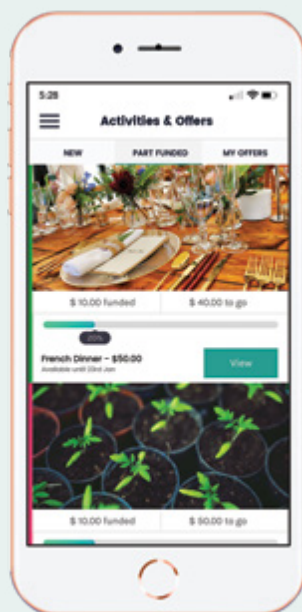 5:28
Activities & Offers
NEW PART FUNDED MY OFFERS
$ 10.00 funded $ 40.00 to go
20%
French Dinner – $50.00
Available until 23rd Jan
View
$ 10.00 funded $ 50.00 to go